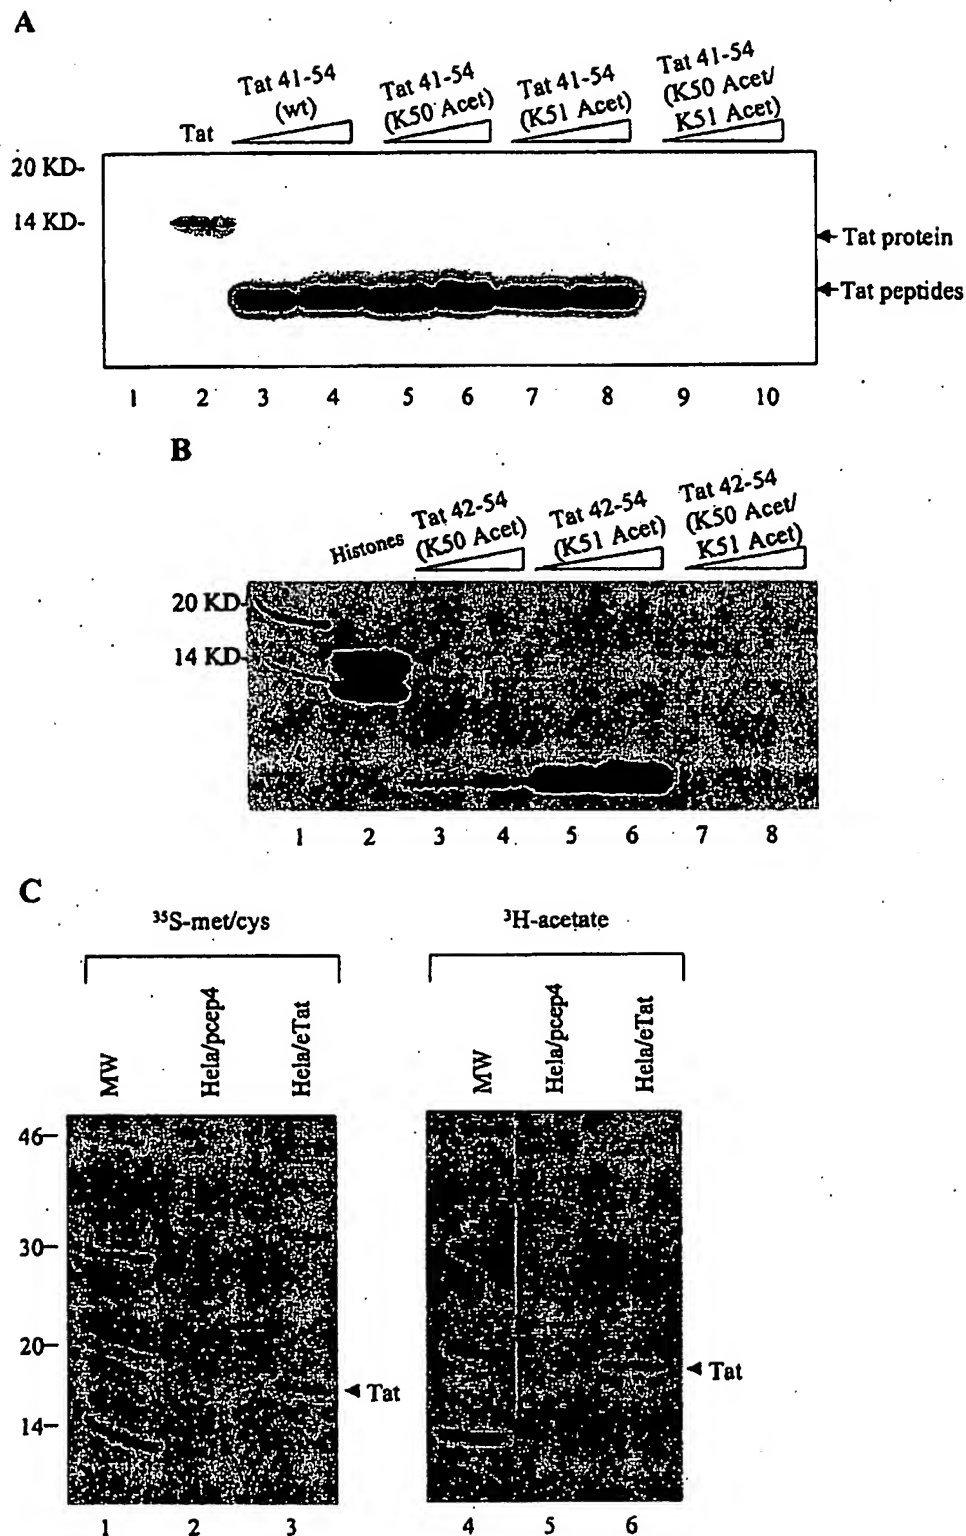 A
Tat
Tat 41-54
(wt)
Tat 41-54
(K50 Acet)
Tat 41-54
(K51 Acet)
Tat 41-54
(K50 Acet/
K51 Acet)
20 KD-
14 KD-
Tat protein
Tat peptides
1 2 3 4 5 6 7 8 9 10
B
Histones
Tat 42-54
(K50 Acet)
Tat 42-54
(K51 Acet)
Tat 42-54
(K50 Acet/
K51 Acet)
20 KD-
14 KD-
1 2 3 4 5 6 7 8
C
³⁵S-met/cys
³H-acetate
MW
Hela/pcep4
Hela/eTat
MW
Hela/pcep4
Hela/eTat
46-
30-
20-
14-
Tat
Tat
1 2 3
4 5 6